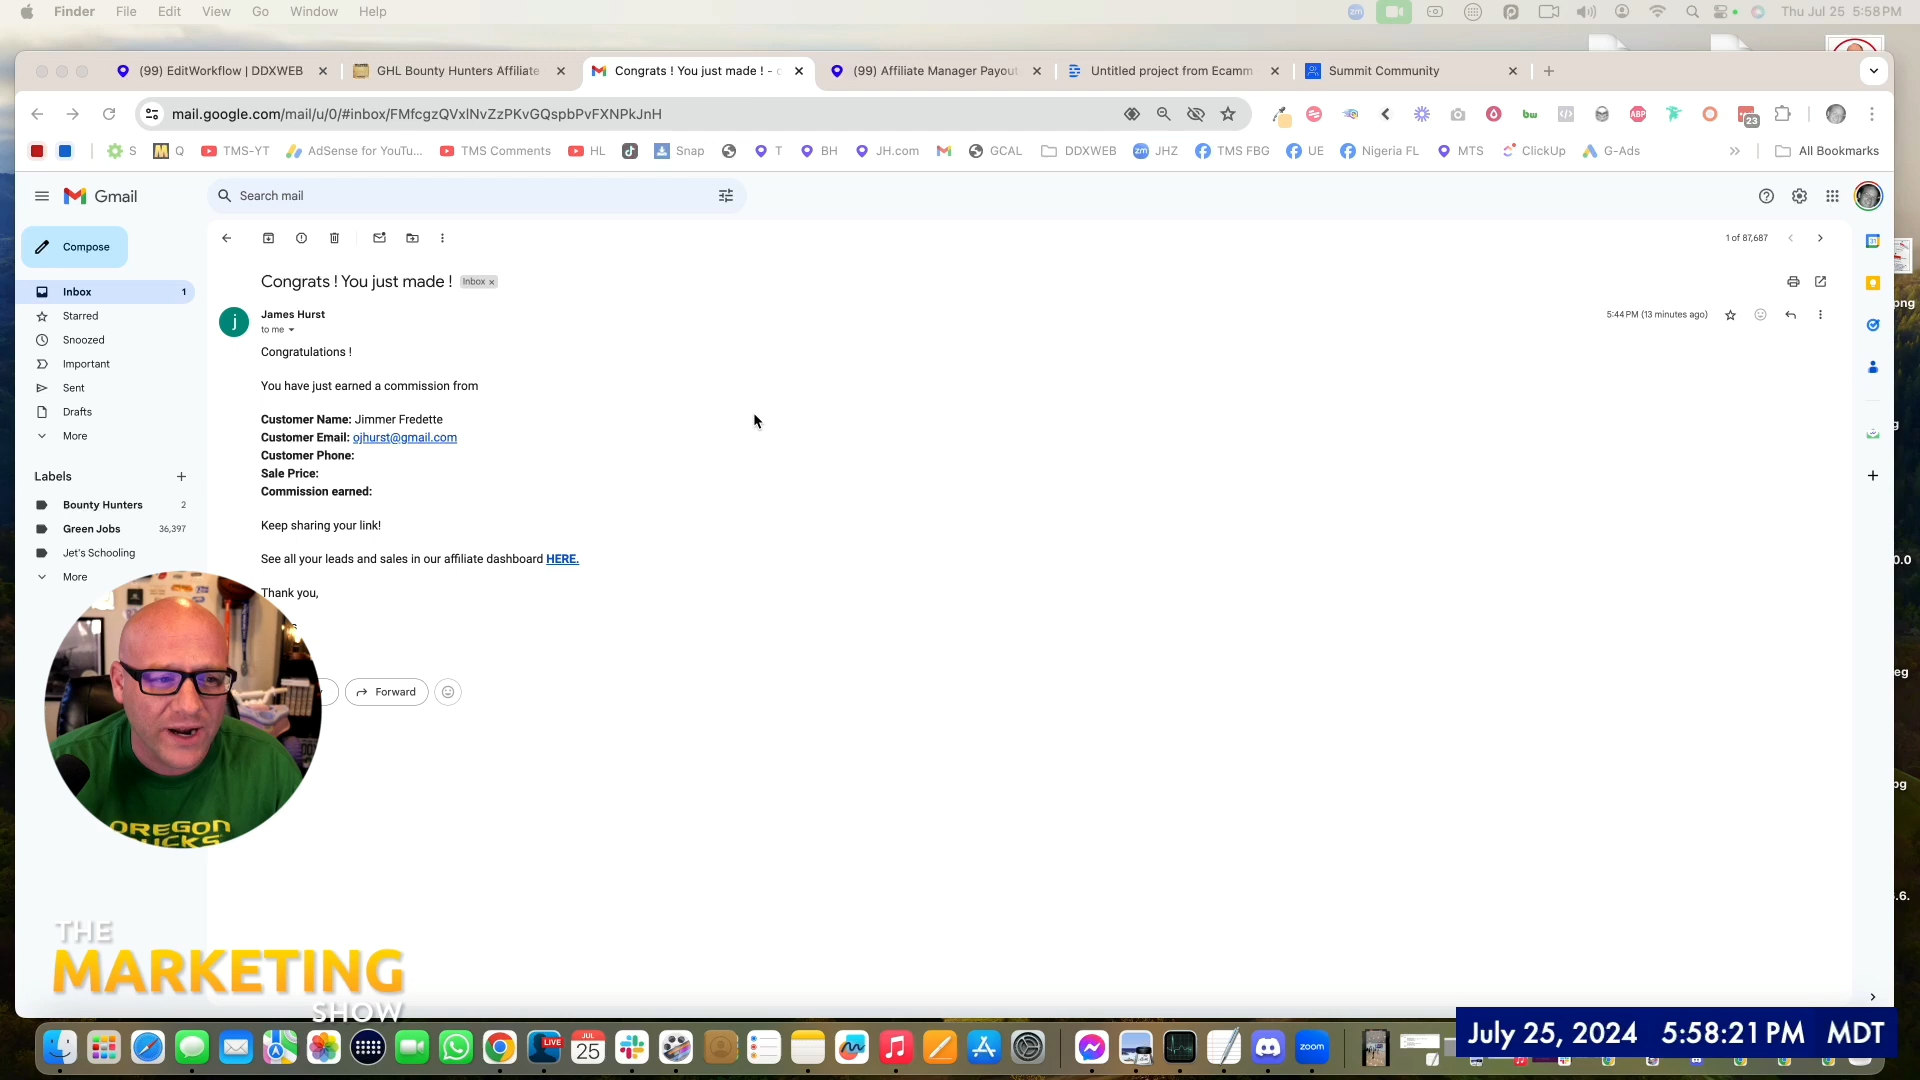 Finder File Edit View Go Window Help
Thu Jul 25 5:58 PM
(99) EditWorkflow | DDXWEB
GHL Bounty Hunters Affiliate
Congrats ! You just made ! -
(99) Affiliate Manager Payout
Untitled project from Ecamm
Summit Community
mail.google.com/mail/u/0/#inbox/FMfcgzQVxlNvZzPKvGQspbPvFXNPkJnH
ABP
bw
23
S Q TMS-YT AdSense for YouTu... TMS Comments HL Snap T BH JH.com GCAL DDXWEB JHZ TMS FBG UE Nigeria FL MTS ClickUp G-Ads
All Bookmarks
Gmail
Search mail
Compose
1 of 87,687
Inbox 1
Starred
Snoozed
Important
Sent
Drafts
More
Labels
Bounty Hunters 2
Green Jobs 36,397
Jet's Schooling
More
Congrats ! You just made !
Inbox x
j
James Hurst
to me
5:44 PM (13 minutes ago)
Congratulations !
You have just earned a commission from
Customer Name: Jimmer Fredette
Customer Email: ojhurst@gmail.com
Customer Phone:
Sale Price:
Commission earned:
Keep sharing your link!
See all your leads and sales in our affiliate dashboard HERE.
Thank you,
Forward
OREGON
THE
MARKETING
SHOW
LIVE
JUL
25
zoom
July 25, 2024 5:58:21 PM MDT